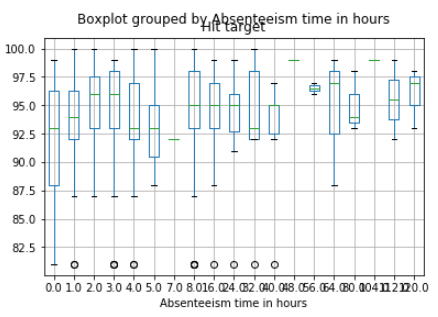 Boxplot grouped by Absenteeism time in hours
Hit target
100.0
97.5
95.0
92.5
90.0
87.5
85.0
82.5
0.0 1.0 2.0 3.0 4.0 5.0 7.0 8.0 16.0 24.0 32.0 40.0 48.0 56.0 64.0 80.0 104.0 112.0 120.0
Absenteeism time in hours